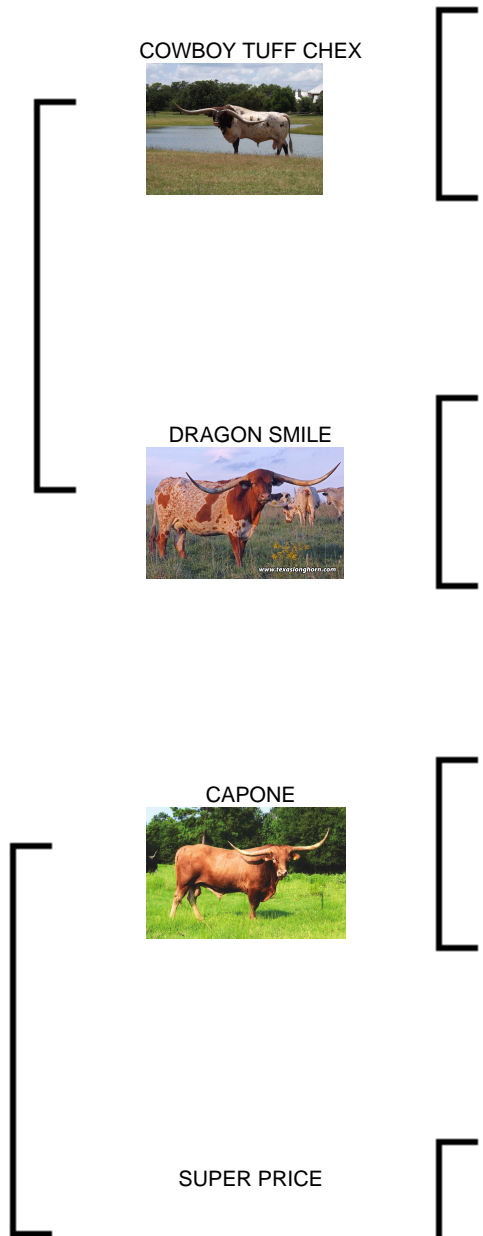 COWBOY TUFF CHEX
DRAGON SMILE
www.texaslonghorn.com
CAPONE
SUPER PRICE